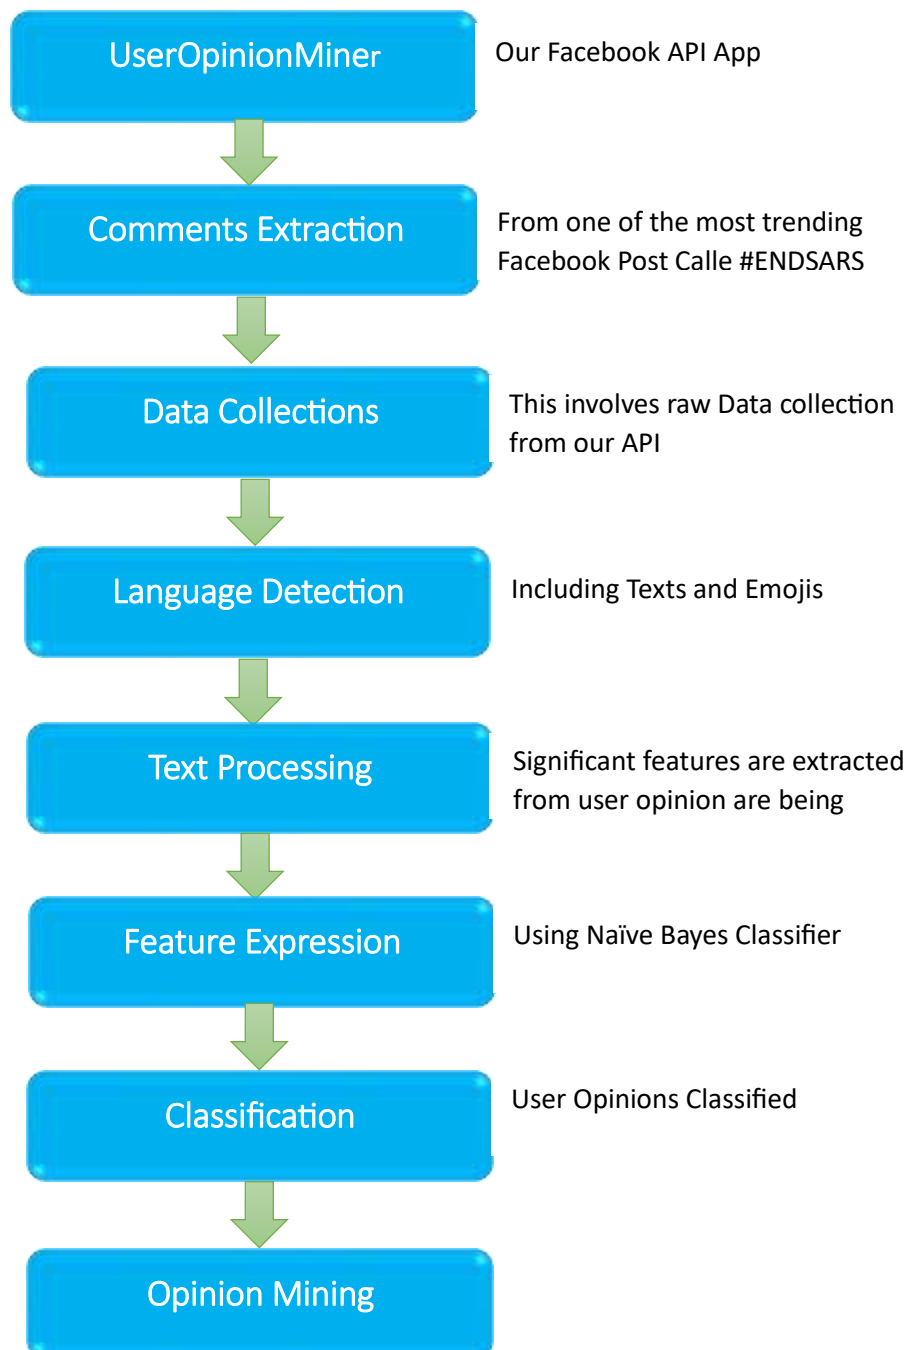 UserOpinionMiner
Our Facebook API App
Comments Extraction
From one of the most trending
Facebook Post Calle #ENDSARS
Data Collections
This involves raw Data collection
from our API
Language Detection
Including Texts and Emojis
Text Processing
Significant features are extracted
from user opinion are being
Feature Expression
Using Naïve Bayes Classifier
Classification
User Opinions Classified
Opinion Mining